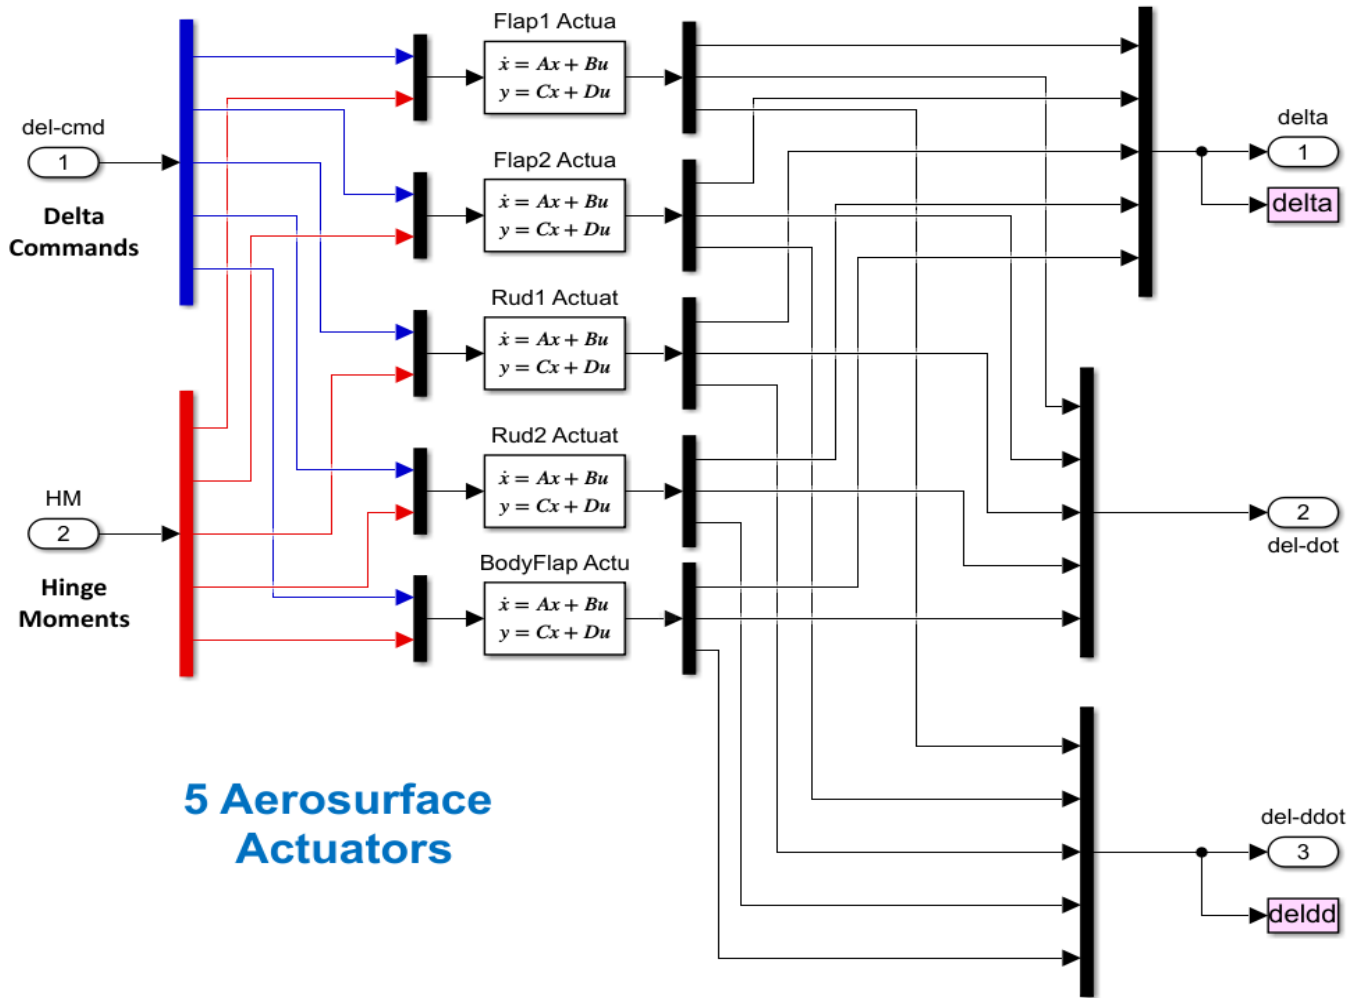 Flap1 Actua
ẋ = Ax + Bu
y = Cx + Du
del-cmd
1
Delta
Commands
Flap2 Actua
ẋ = Ax + Bu
y = Cx + Du
delta
1
delta
Rud1 Actuat
ẋ = Ax + Bu
y = Cx + Du
HM
2
Hinge
Moments
Rud2 Actuat
ẋ = Ax + Bu
y = Cx + Du
2
del-dot
BodyFlap Actu
ẋ = Ax + Bu
y = Cx + Du
5 Aerosurface
Actuators
del-ddot
3
deldd